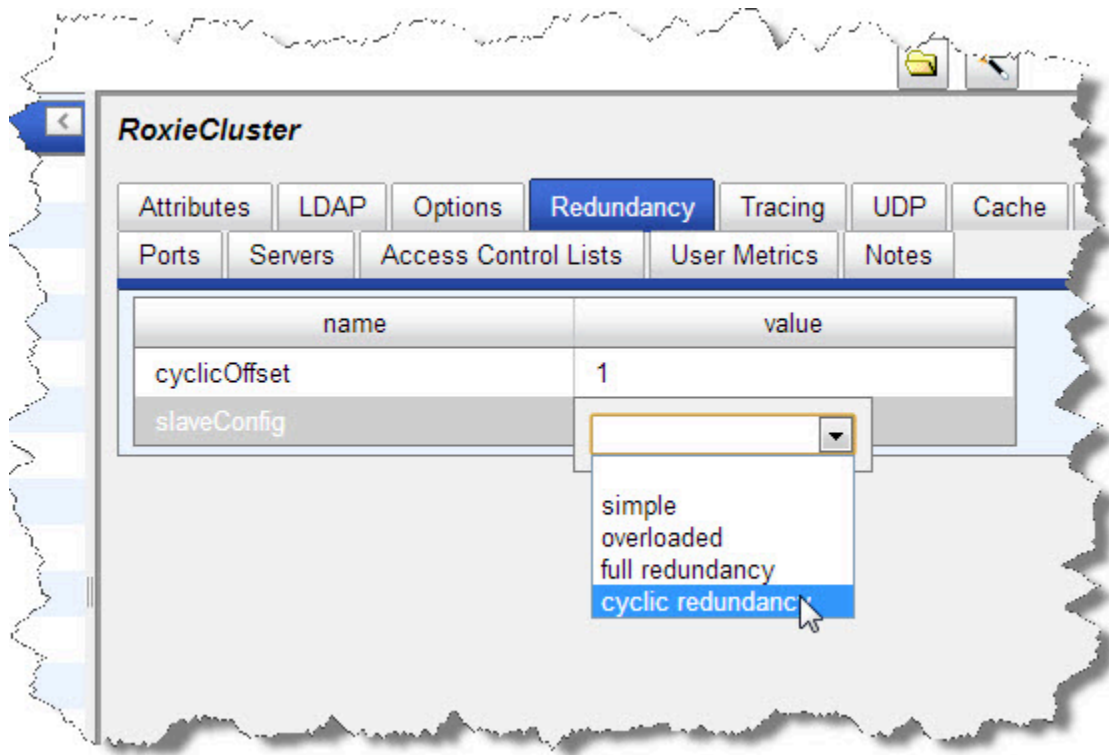 RoxieCluster
Attributes LDAP Options Redundancy Tracing UDP Cache
Ports Servers Access Control Lists User Metrics Notes
name value
cyclicOffset 1
slaveConfig
simple
overloaded
full redundancy
cyclic redundancy